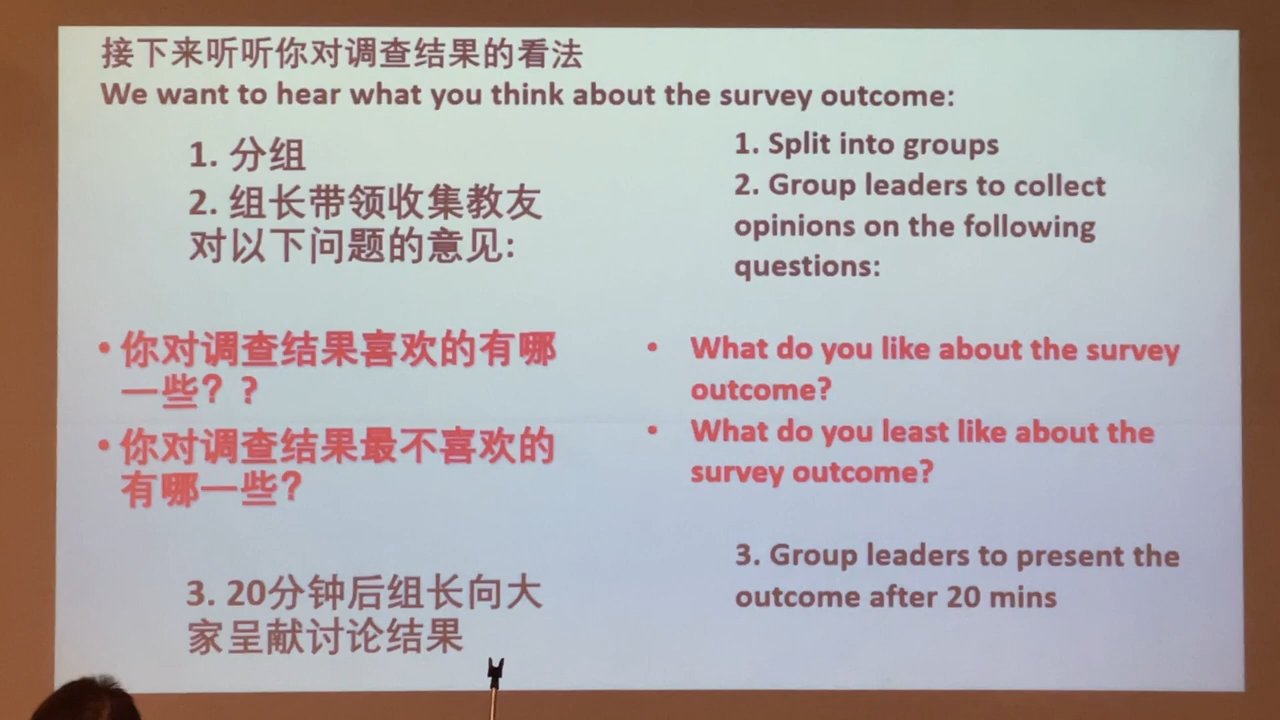 接下来听听你对调查结果的看法
We want to hear what you think about the survey outcome:
1. 分组
2. 组长带领收集教友
对以下问题的意见:
• 你对调查结果喜欢的有哪
一些？?
• 你对调查结果最不喜欢的
有哪一些?
3. 20分钟后组长向大
家呈献讨论结果
1. Split into groups
2. Group leaders to collect
opinions on the following
questions:
• What do you like about the survey
outcome?
• What do you least like about the
survey outcome?
3. Group leaders to present the
outcome after 20 mins